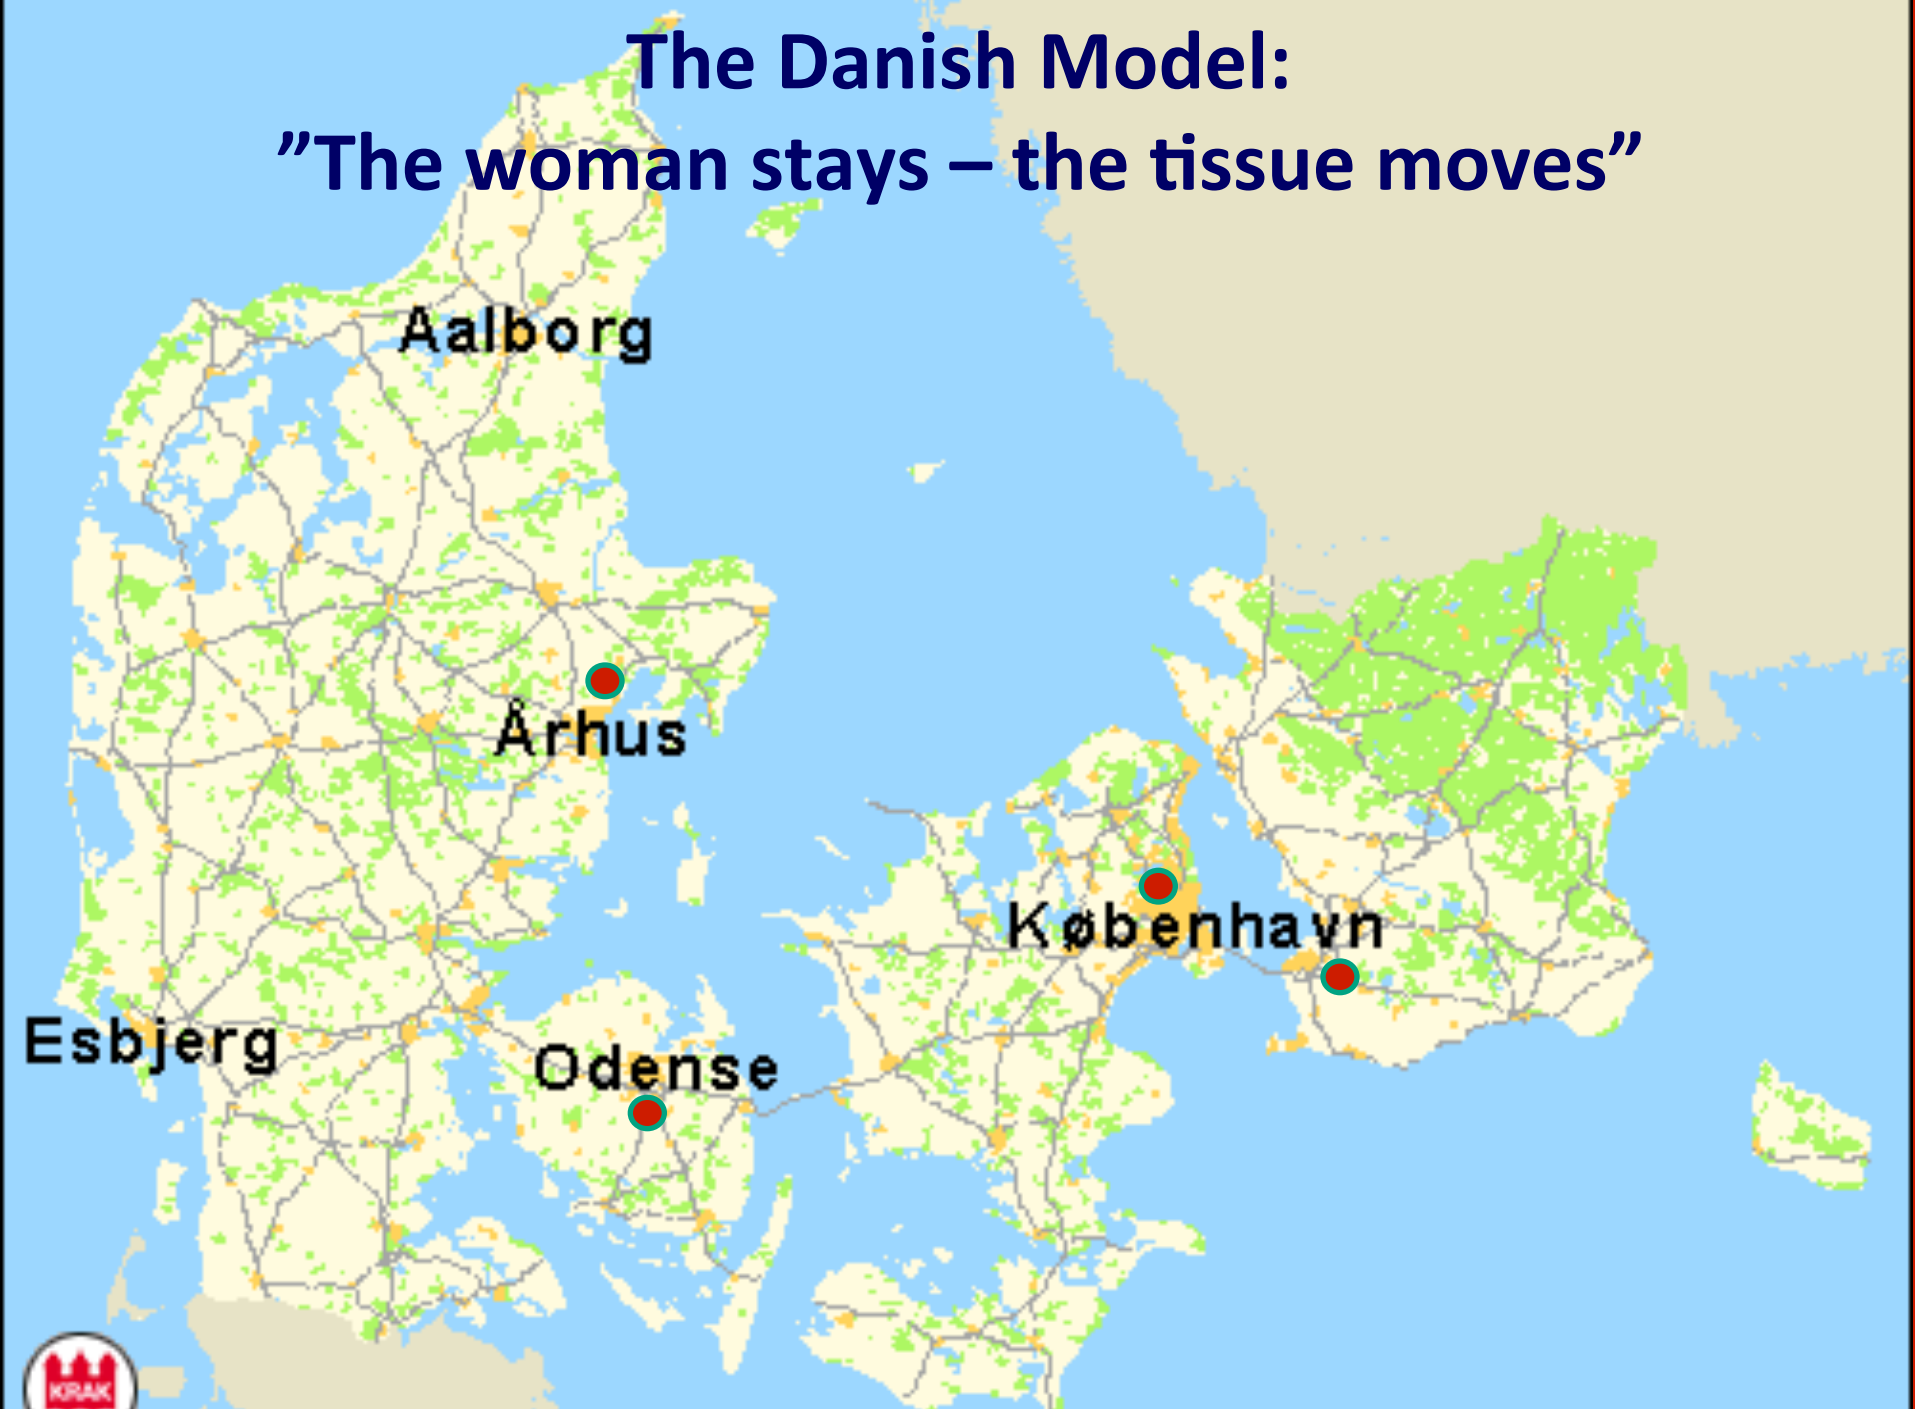 The Danish Model:
”The woman stays – the tissue moves”
Aalborg
Århus
København
Esbjerg
Odense
KRAK